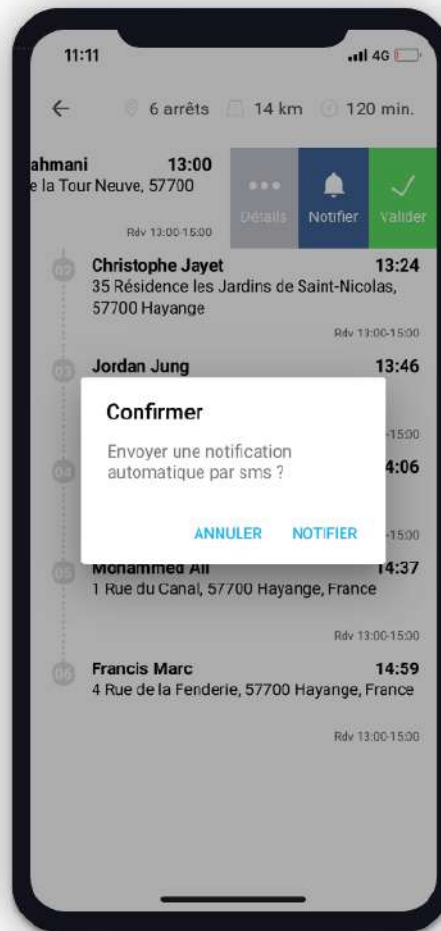 11:11 4G
6 arrêts 14 km 120 min.
ahmani 13:00
e la Tour Neuve, 57700
Rdv 13:00-15:00
Détails Notifier Valider
02 Christophe Jayet 13:24
35 Résidence les Jardins de Saint-Nicolas,
57700 Hayange
Rdv 13:00-15:00
03 Jordan Jung 13:46
-15:00
Confirmer
Envoyer une notification
automatique par sms ?
ANNULER NOTIFIER
04 4:06
-15:00
05 Mohammed Ali 14:37
1 Rue du Canal, 57700 Hayange, France
Rdv 13:00-15:00
06 Francis Marc 14:59
4 Rue de la Fenderie, 57700 Hayange, France
Rdv 13:00-15:00